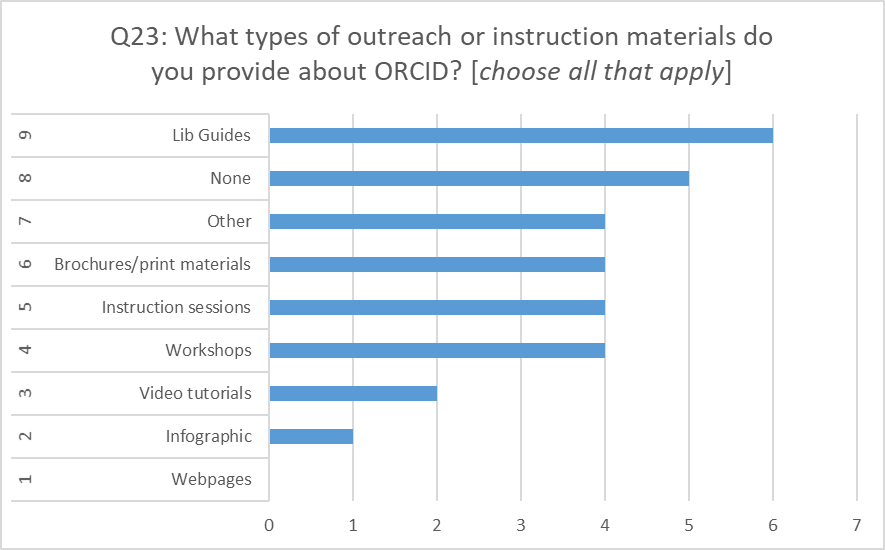 Q23: What types of outreach or instruction materials do
you provide about ORCID? [choose all that apply]
9 Lib Guides
8 None
7 Other
6 Brochures/print materials
5 Instruction sessions
4 Workshops
3 Video tutorials
2 Infographic
1 Webpages
0 1 2 3 4 5 6 7